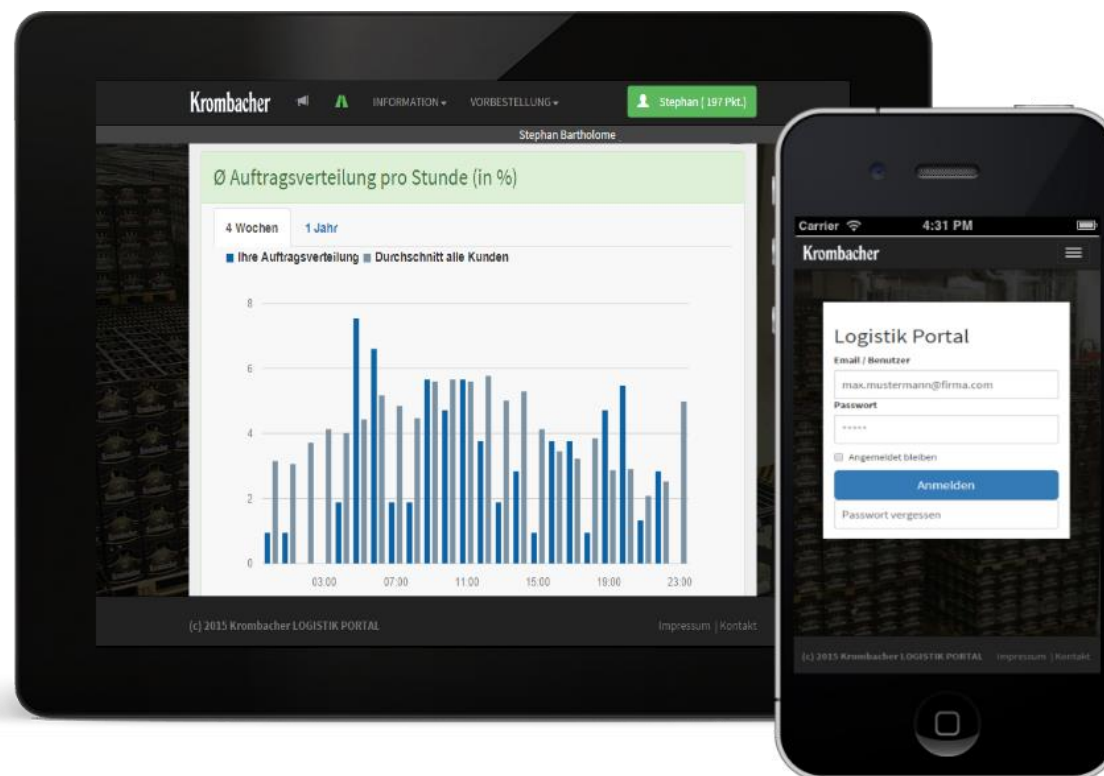 Krombacher INFORMATION VORBESTELLUNG Stephan ( 197 Pkt.)
Stephan Bartholome
Ø Auftragsverteilung pro Stunde (in %)
4 Wochen 1 Jahr
Ihre Auftragsverteilung Durchschnitt alle Kunden
8
6
4
2
0
03:00 07:00 11:00 15:00 19:00 23:00
(c) 2015 Krombacher LOGISTIK PORTAL Impressum | Kontakt
Carrier 4:31 PM
Krombacher
Logistik Portal
Email / Benutzer
max.mustermann@firma.com
Passwort
*****
Angemeldet bleiben
Anmelden
Passwort vergessen
(c) 2015 Krombacher LOGISTIK PORTAL Impressum | Kontakt